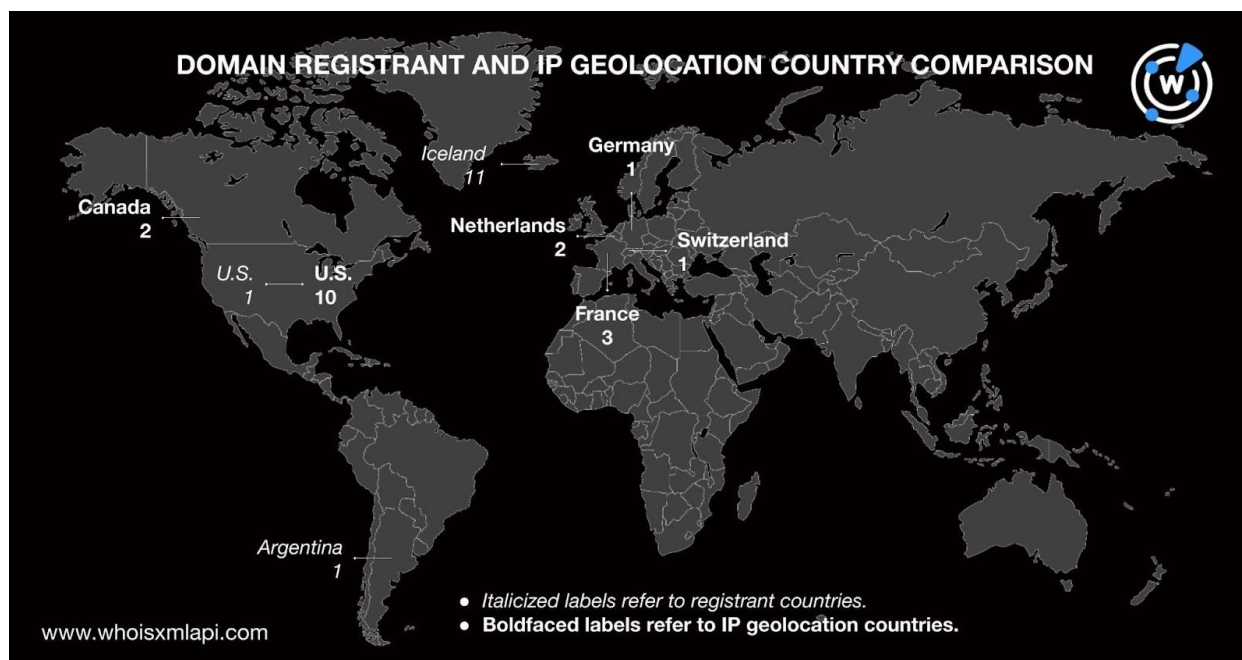 DOMAIN REGISTRANT AND IP GEOLOCATION COUNTRY COMPARISON
W
Germany
1
Iceland
11
Canada
2
Netherlands
2
Switzerland
1
U.S.
1
U.S.
10
France
3
Argentina
1
● Italicized labels refer to registrant countries.
● Boldfaced labels refer to IP geolocation countries.
www.whoisxmlapi.com